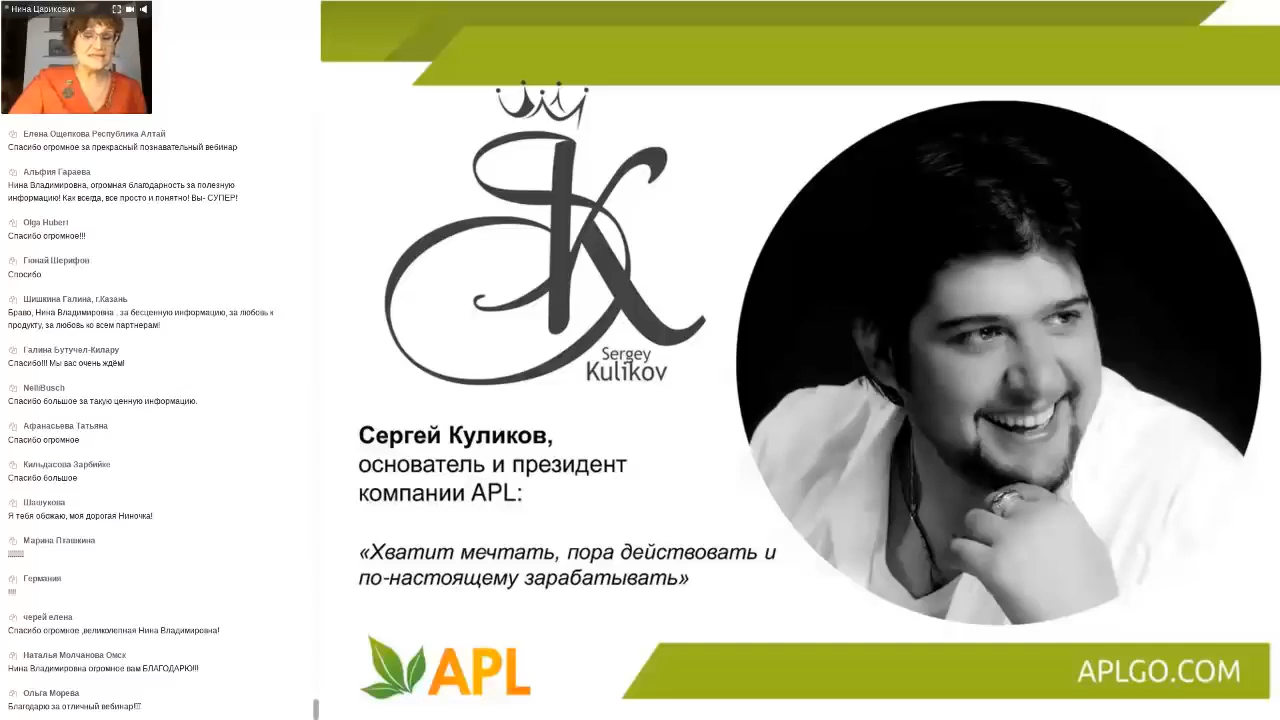 Нина Царикович
Елена Ощепкова Республика Алтай
Спасибо огромное за прекрасный познавательный вебинар
Альфия Гараева
Нина Владимировна, огромная благодарность за полезную
информацию! Как всегда, все просто и понятно! Вы- СУПЕР!
Olga Hubert
Спасибо огромное!!!
Гюнай Шерифов
Спосибо
Шишкина Галина, г.Казань
Браво, Нина Владимировна . за бесценную информацию, за любовь к
продукту, за любовь ко всем партнерам!
Галина Бутучел-Килару
Спасибо!!! Мы вас очень ждём!
NelliBusch
Спасибо большое за такую ценную информацию.
Афанасьева Татьяна
Спасибо огромное
Кильдасова Зарбийке
Спасибо большое
Шашукова
Я тебя обожаю, моя дорогая Ниночка!
Марина Пташкина
!!!!!!!!!
Германия
!!!!
черей елена
Спасибо огромное ,великолепная Нина Владимировна!
Наталья Молчанова Омск
Нина Владимировна огромное вам БЛАГОДАРЮ!!!
Ольга Морева
Благодарю за отличный вебинар!!!
SK
Sergey
Kulikov
Сергей Куликов,
основатель и президент
компании APL:
«Хватит мечтать, пора действовать и
по-настоящему зарабатывать»
APL
APLGO.COM